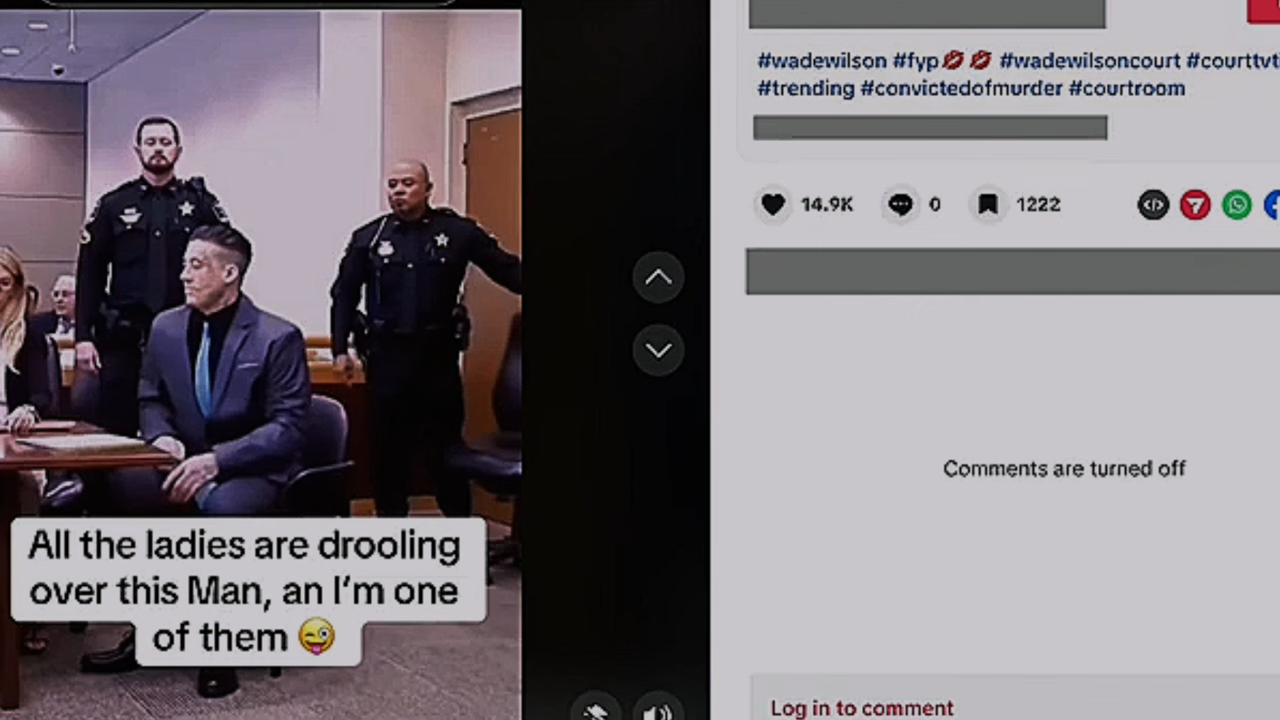 #wadewilson #fyp💋💋 #wadewilsoncourt #courttvt
#trending #convictedofmurder #courtroom
14.9K 0 1222
Comments are turned off
All the ladies are drooling
over this Man, an I'm one
of them 😜
Log in to comment